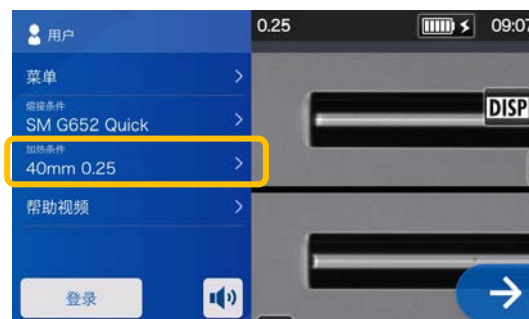 用户
0.25
09:07
菜单
熔接条件
SM G652 Quick
DISP
加热条件
40mm 0.25
帮助视频
登录